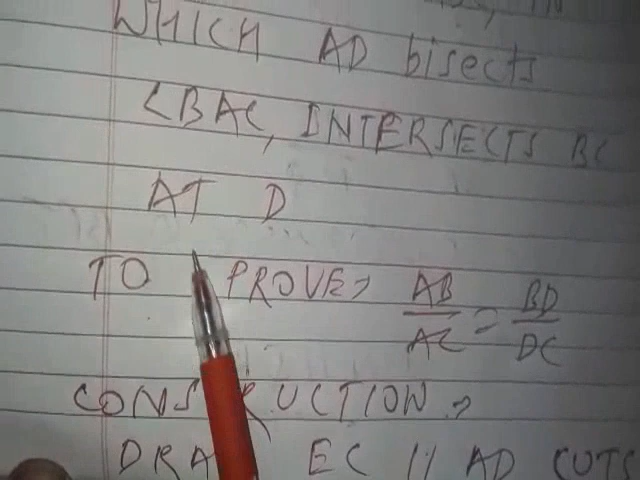 WHICH AD bisects
<BAC, INTERSECTS BC
AT D
TO PROVE> AB/AC = BD/DC
CONSTRUCTION >
DRA EC // AD CUTS